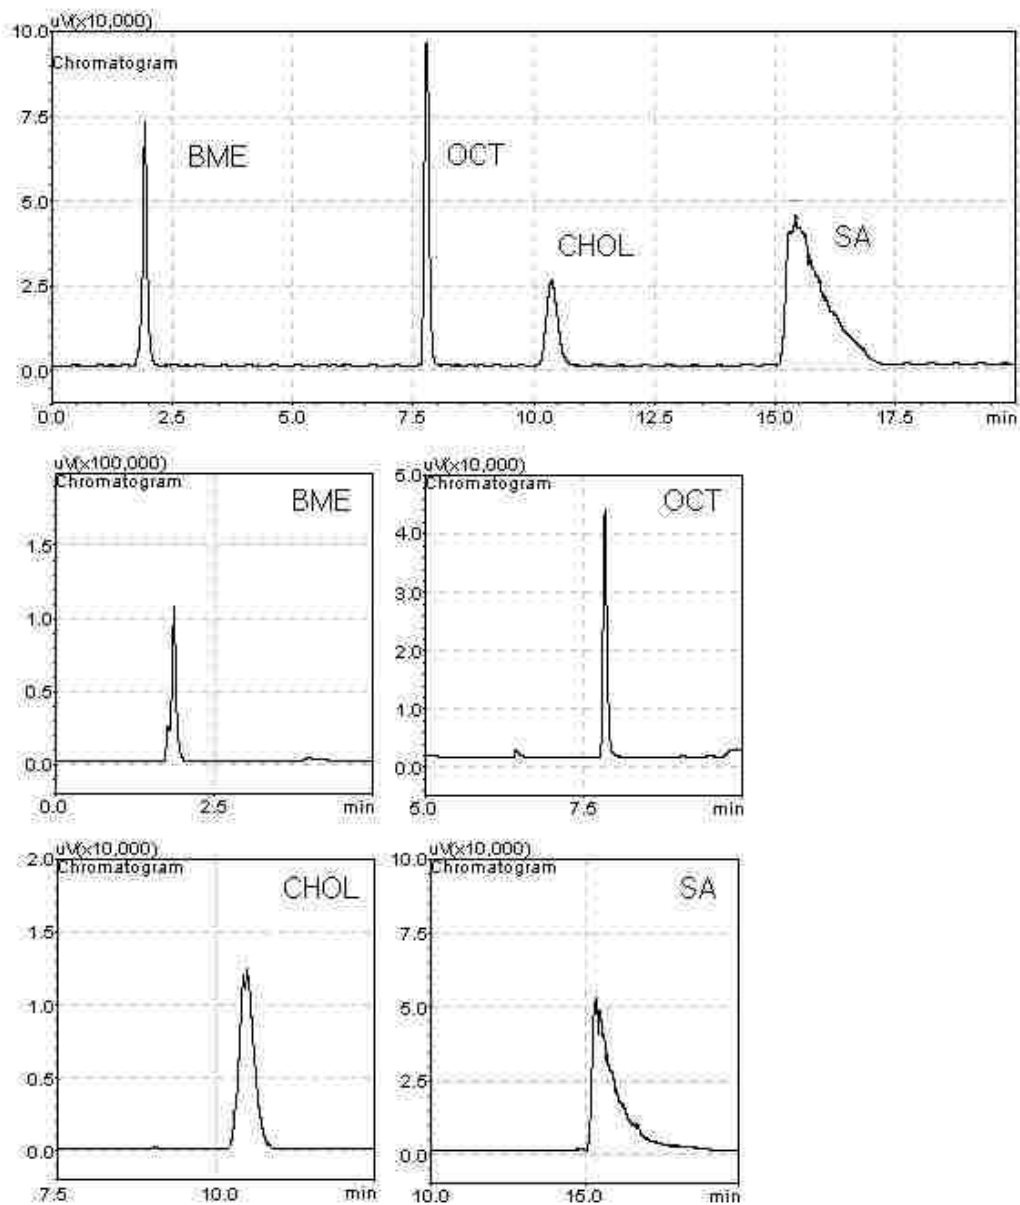 uV(x10,000)
10.0
Chromatogram
7.5
BME
OCT
5.0
CHOL
SA
2.5
0.0
0.0 2.5 5.0 7.5 10.0 12.5 15.0 17.5 min
uV(x100,000)
Chromatogram
BME
1.5
1.0
0.5
0.0
0.0 2.5 min
uV(x10,000)
5.0
Chromatogram
OCT
4.0
3.0
2.0
1.0
0.0
5.0 7.5 min
uV(x10,000)
2.0
Chromatogram
CHOL
1.5
1.0
0.5
0.0
7.5 10.0 min
uV(x10,000)
10.0
Chromatogram
SA
7.5
5.0
2.5
0.0
10.0 15.0 min